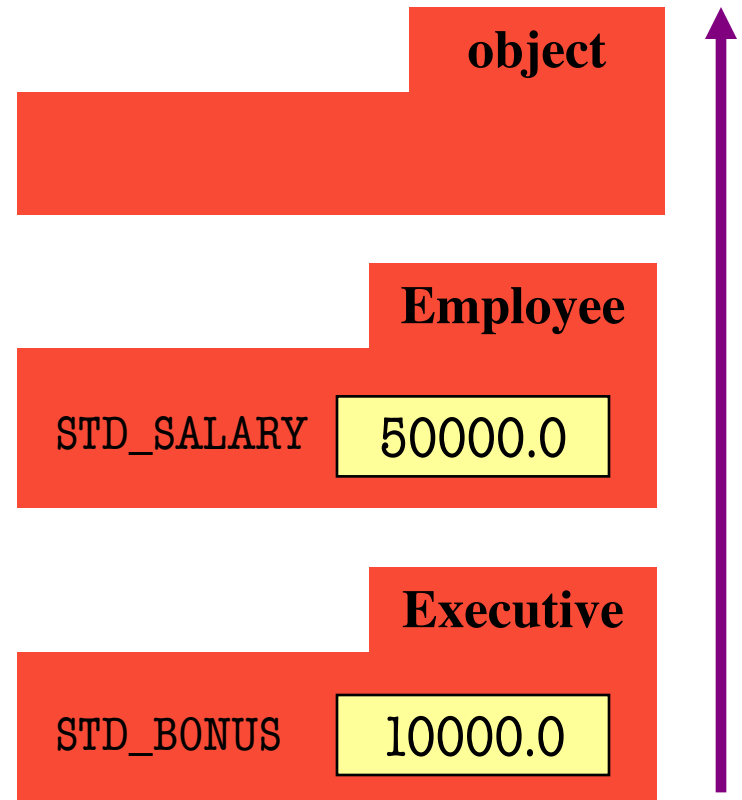 object
Employee
STD_SALARY 50000.0
Executive
STD_BONUS 10000.0